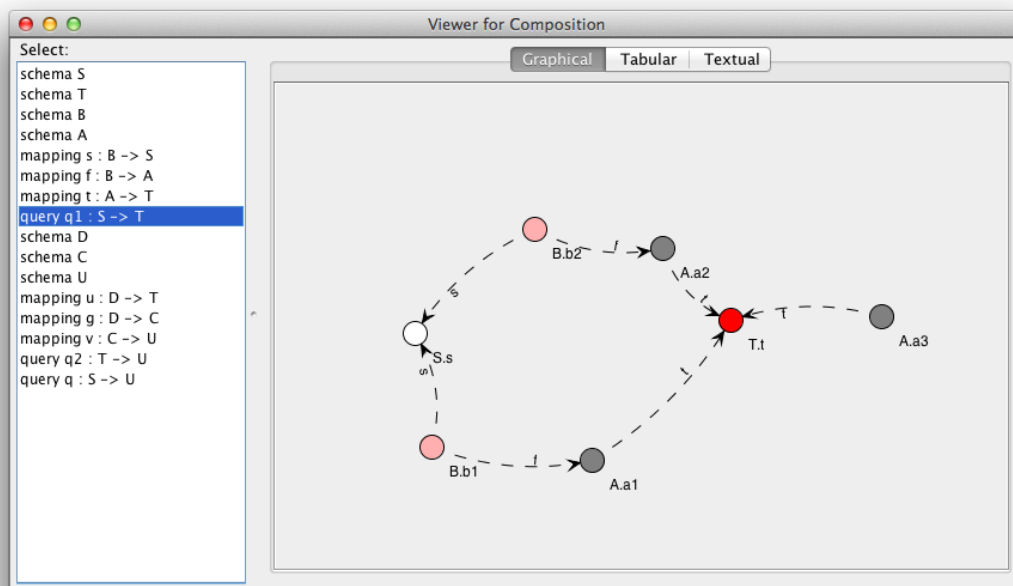 Viewer for Composition
Select:
Graphical Tabular Textual
schema S
schema T
schema B
schema A
mapping s : B -> S
mapping f : B -> A
mapping t : A -> T
query q1 : S -> T
schema D
schema C
schema U
mapping u : D -> T
mapping g : D -> C
mapping v : C -> U
query q2 : T -> U
query q : S -> U
f
B.b2
A.a2
s
t
t
T.t
A.a3
S.s
s
t
f
B.b1
A.a1